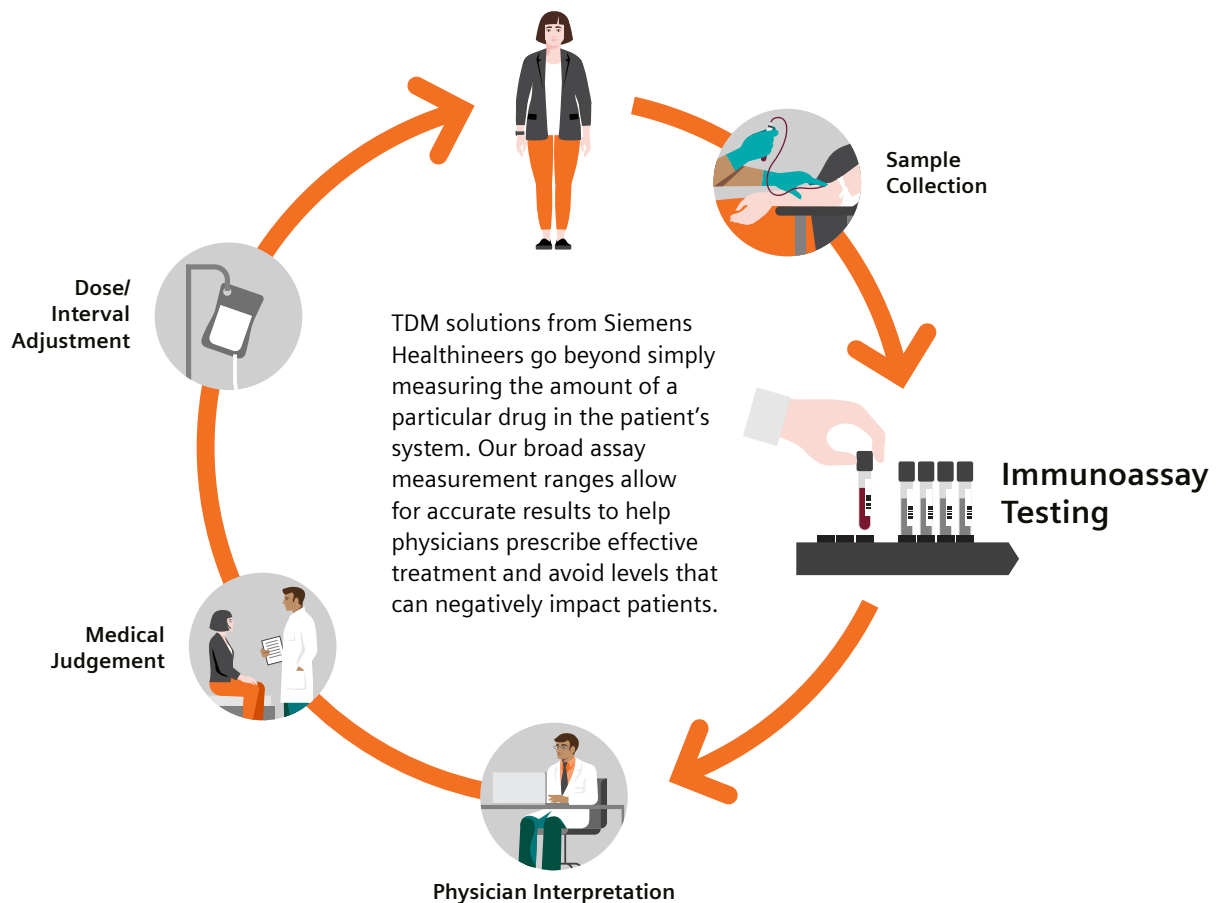 Sample
Collection
Dose/
Interval
Adjustment
TDM solutions from Siemens
Healthineers go beyond simply
measuring the amount of a
particular drug in the patient’s
system. Our broad assay
measurement ranges allow
for accurate results to help
physicians prescribe effective
treatment and avoid levels that
can negatively impact patients.
Immunoassay
Testing
Medical
Judgement
Physician Interpretation